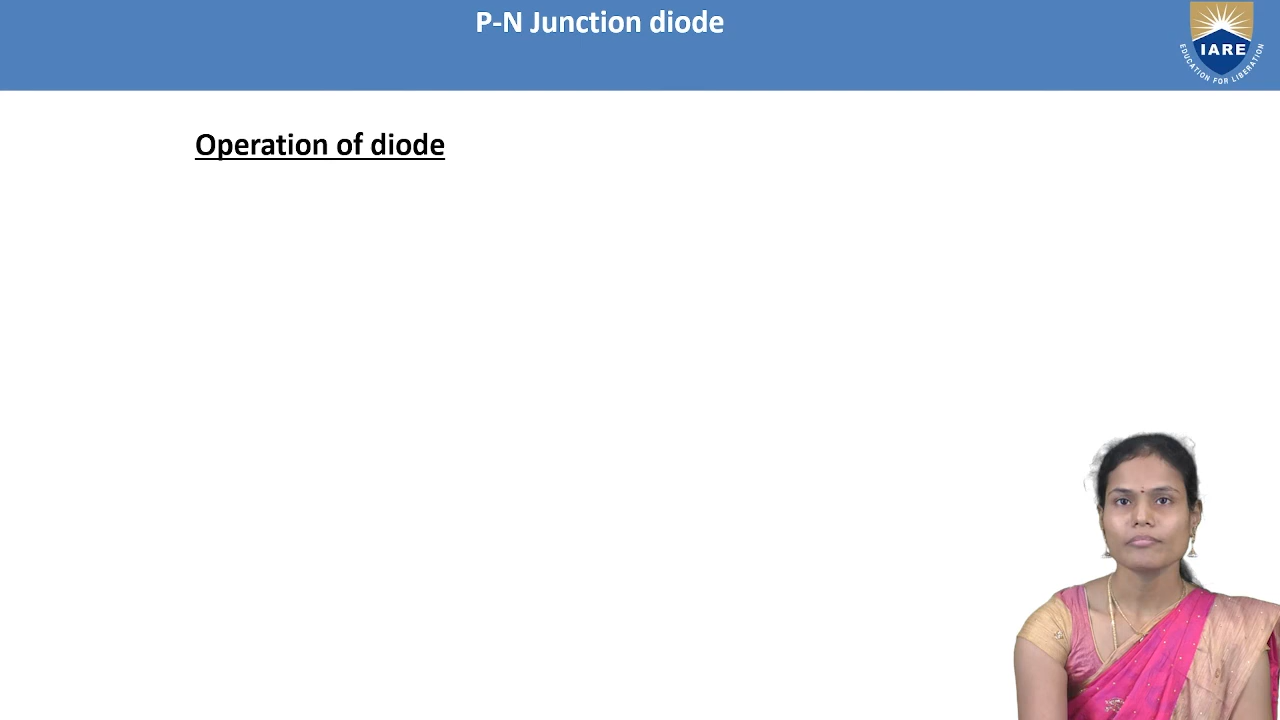 P-N Junction diode
IARE
EDUCATION FOR LIBERATION
Operation of diode